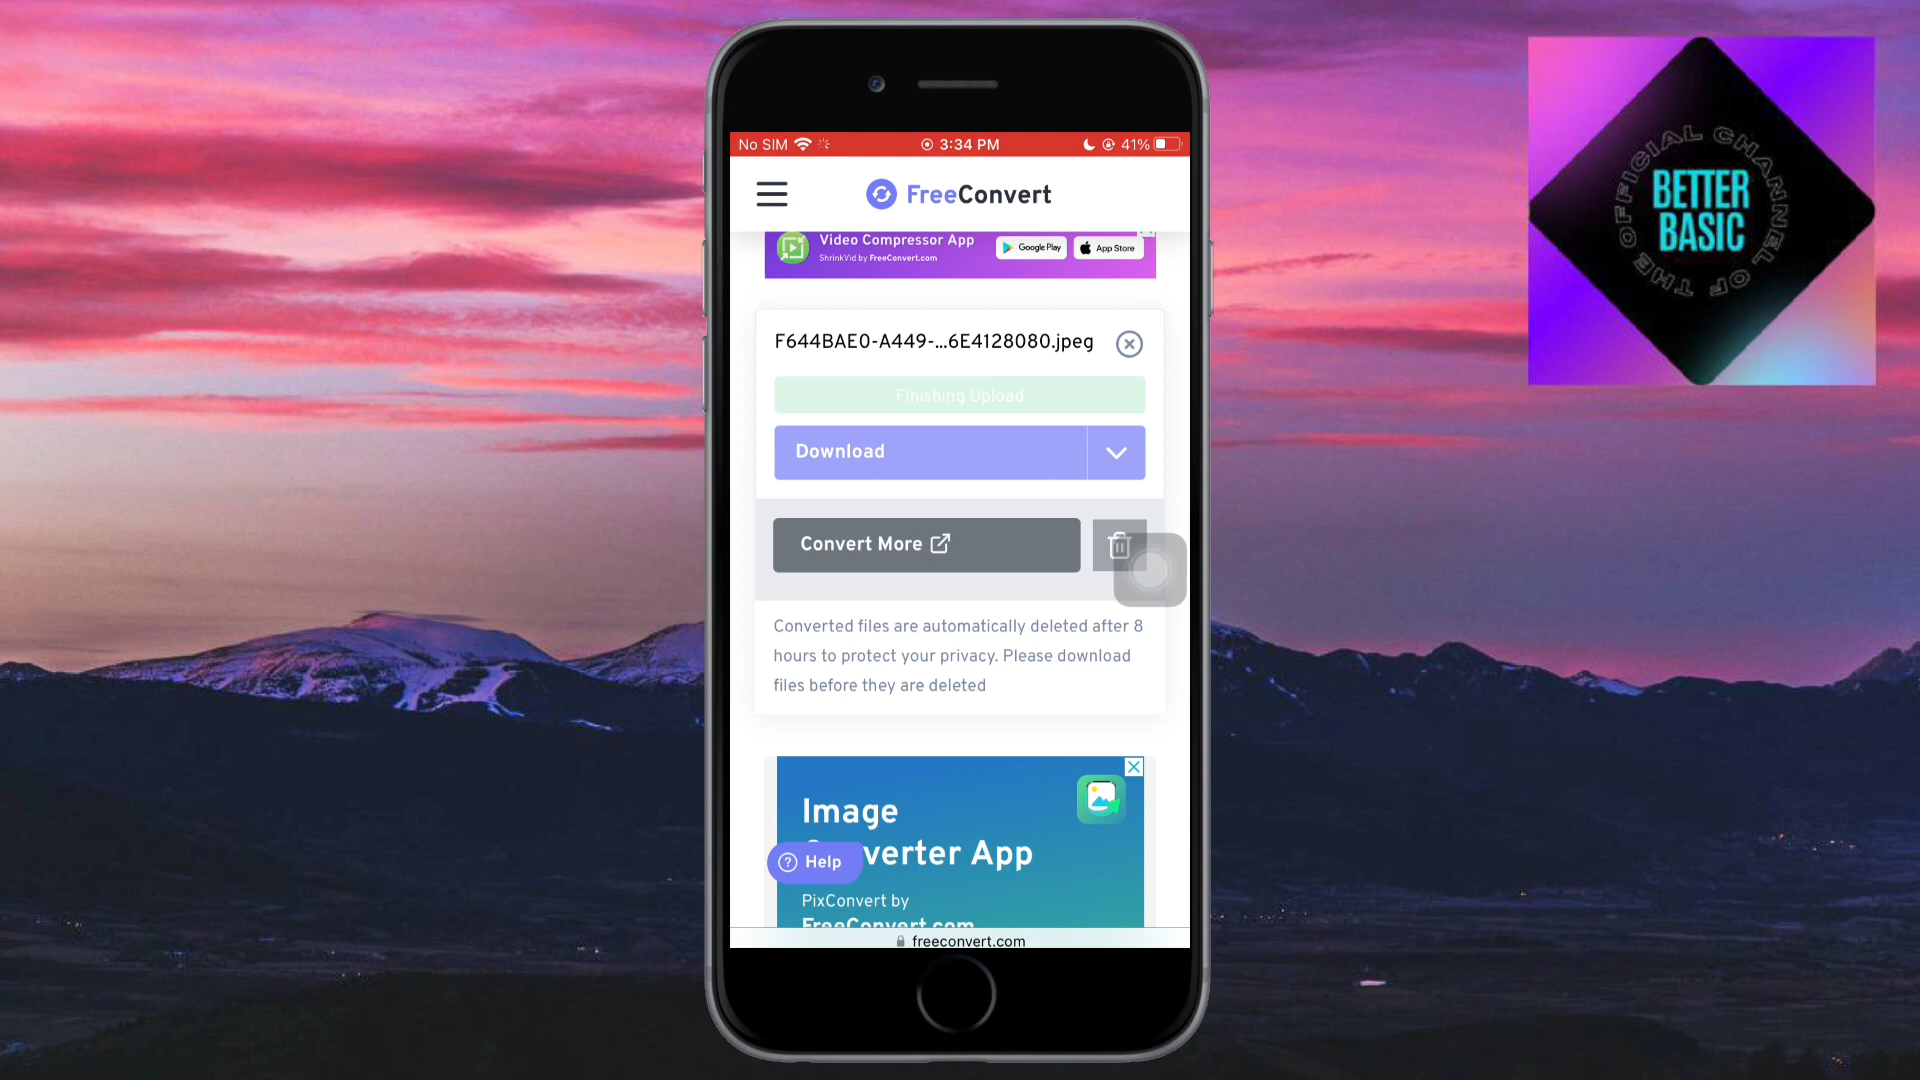 No SIM
3:34 PM
41%
FreeConvert
Video Compressor App
ShrinkVid by FreeConvert.com
Google Play
App Store
F644BAE0-A449-...6E4128080.jpeg
Finishing Upload
Download
Convert More
Converted files are automatically deleted after 8
hours to protect your privacy. Please download
files before they are deleted
Image
verter App
Help
PixConvert by
FreeConvert.com
freeconvert.com
OFFICIAL CHANNEL OF THE
BETTER
BASIC